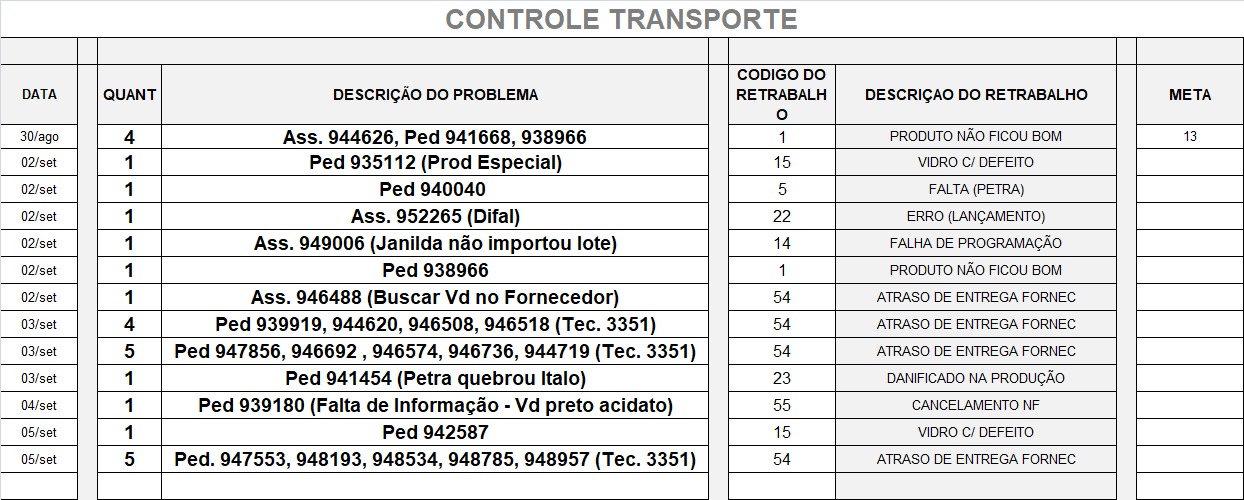 CONTROLE TRANSPORTE
DATA QUANT DESCRIÇÃO DO PROBLEMA CODIGO DO RETRABALHO DESCRIÇAO DO RETRABALHO META
30/ago 4 Ass. 944626, Ped 941668, 938966 1 PRODUTO NÃO FICOU BOM 13
02/set 1 Ped 935112 (Prod Especial) 15 VIDRO C/ DEFEITO
02/set 1 Ped 940040 5 FALTA (PETRA)
02/set 1 Ass. 952265 (Difal) 22 ERRO (LANÇAMENTO)
02/set 1 Ass. 949006 (Janilda não importou lote) 14 FALHA DE PROGRAMAÇÃO
02/set 1 Ped 938966 1 PRODUTO NÃO FICOU BOM
02/set 1 Ass. 946488 (Buscar Vd no Fornecedor) 54 ATRASO DE ENTREGA FORNEC
03/set 4 Ped 939919, 944620, 946508, 946518 (Tec. 3351) 54 ATRASO DE ENTREGA FORNEC
03/set 5 Ped 947856, 946692 , 946574, 946736, 944719 (Tec. 3351) 54 ATRASO DE ENTREGA FORNEC
03/set 1 Ped 941454 (Petra quebrou Italo) 23 DANIFICADO NA PRODUÇÃO
04/set 1 Ped 939180 (Falta de Informação - Vd preto acidato) 55 CANCELAMENTO NF
05/set 1 Ped 942587 15 VIDRO C/ DEFEITO
05/set 5 Ped. 947553, 948193, 948534, 948785, 948957 (Tec. 3351) 54 ATRASO DE ENTREGA FORNEC